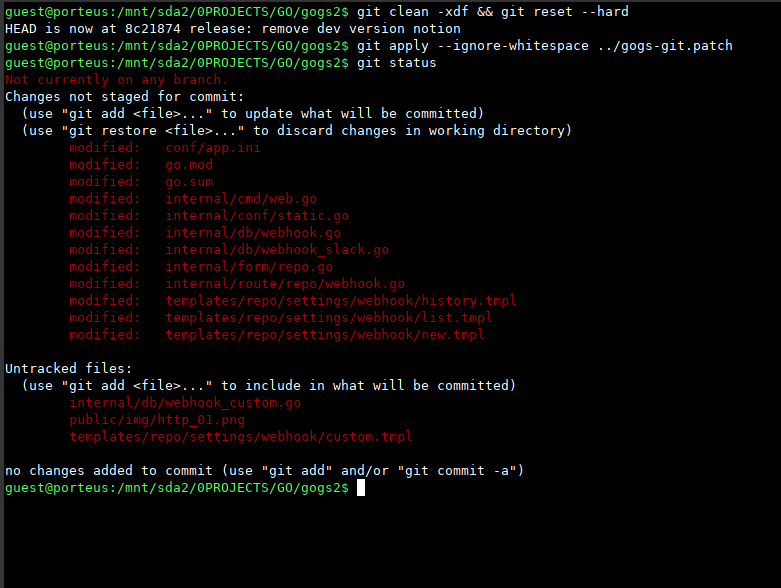 guest@porteus:/mnt/sda2/0PROJECTS/GO/gogs2$ git clean -xdf && git reset --hard
HEAD is now at 8c21874 release: remove dev version notion
guest@porteus:/mnt/sda2/0PROJECTS/GO/gogs2$ git apply --ignore-whitespace ../gogs-git.patch
guest@porteus:/mnt/sda2/0PROJECTS/GO/gogs2$ git status
Not currently on any branch.
Changes not staged for commit:
  (use "git add <file>..." to update what will be committed)
  (use "git restore <file>..." to discard changes in working directory)
        modified:   conf/app.ini
        modified:   go.mod
        modified:   go.sum
        modified:   internal/cmd/web.go
        modified:   internal/conf/static.go
        modified:   internal/db/webhook.go
        modified:   internal/db/webhook_slack.go
        modified:   internal/form/repo.go
        modified:   internal/route/repo/webhook.go
        modified:   templates/repo/settings/webhook/history.tmpl
        modified:   templates/repo/settings/webhook/list.tmpl
        modified:   templates/repo/settings/webhook/new.tmpl

Untracked files:
  (use "git add <file>..." to include in what will be committed)
        internal/db/webhook_custom.go
        public/img/http_01.png
        templates/repo/settings/webhook/custom.tmpl

no changes added to commit (use "git add" and/or "git commit -a")
guest@porteus:/mnt/sda2/0PROJECTS/GO/gogs2$